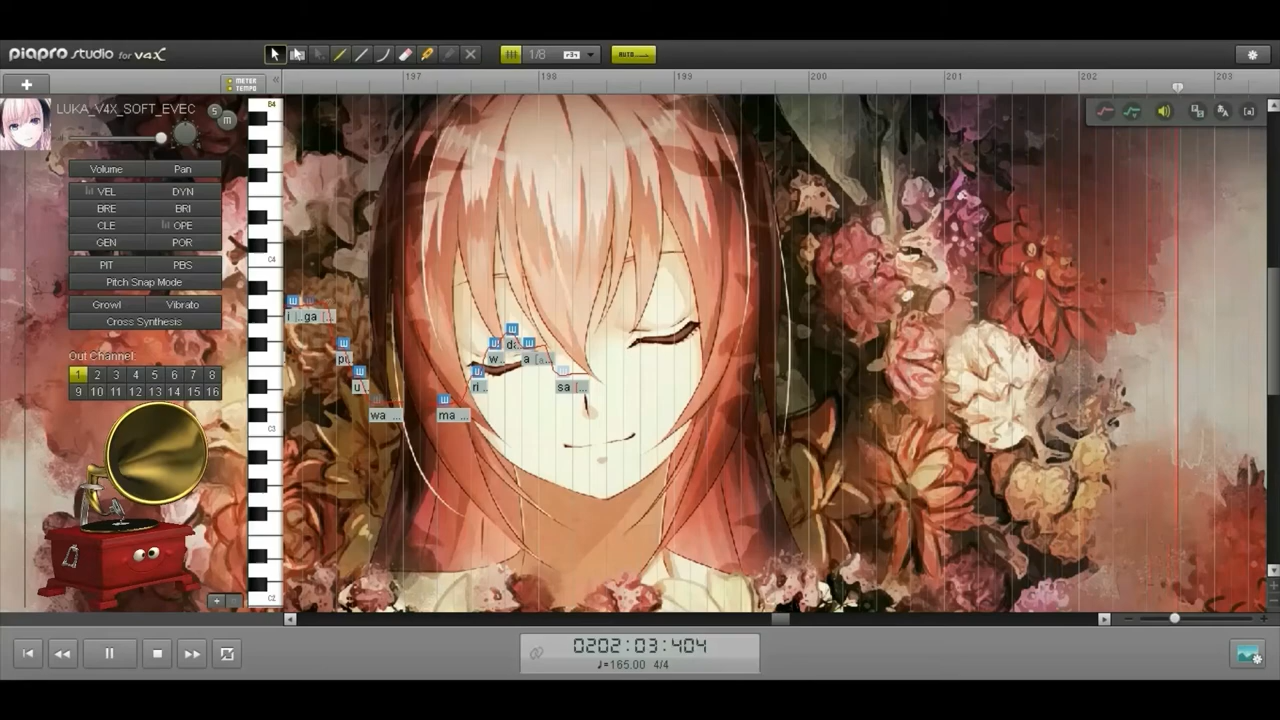 piapro studio for V4X
1/8
AUTO
METER
TEMPO
197 198 199 200 201 202 203
LUKA_V4X_SOFT_EVEC
S
m
B4
[a]
Volume Pan
VEL DYN
BRE BRI
CLE OPE
GEN POR
PIT PBS
Pitch Snap Mode
Growl Vibrato
Cross Synthesis
C4
i [.. ga [...
da
w.. a [a...
u
ri .. sa [...
wa ... ma ...
C3
Out Channel:
1 2 3 4 5 6 7 8
9 10 11 12 13 14 15 16
C2
0202:03:404
♩=165.00 4/4